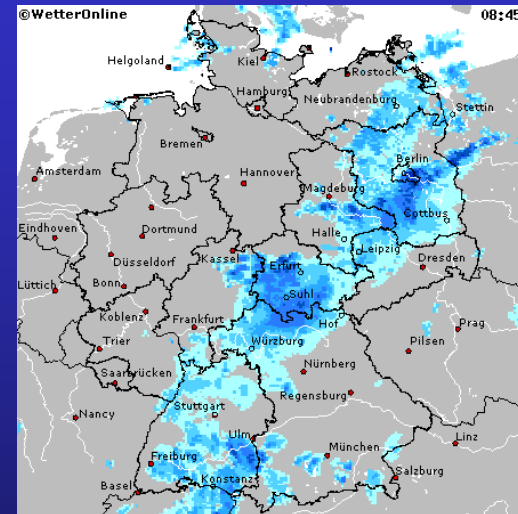 ©WetterOnline
08:45
Helgoland
Kiel
Rostock
Hamburg
Neubrandenburg
Stettin
Bremen
Berlin
Amsterdam
Hannover
Magdeburg
Cottbus
Eindhoven
Dortmund
Halle
Leipzig
Düsseldorf
Kassel
Erfurt
Dresden
Lüttich
Bonn
Suhl
Koblenz
Frankfurt
Hof
Prag
Trier
Würzburg
Pilsen
Saarbrücken
Nürnberg
Regensburg
Nancy
Stuttgart
Ulm
Linz
München
Freiburg
Salzburg
Basel
Konstanz